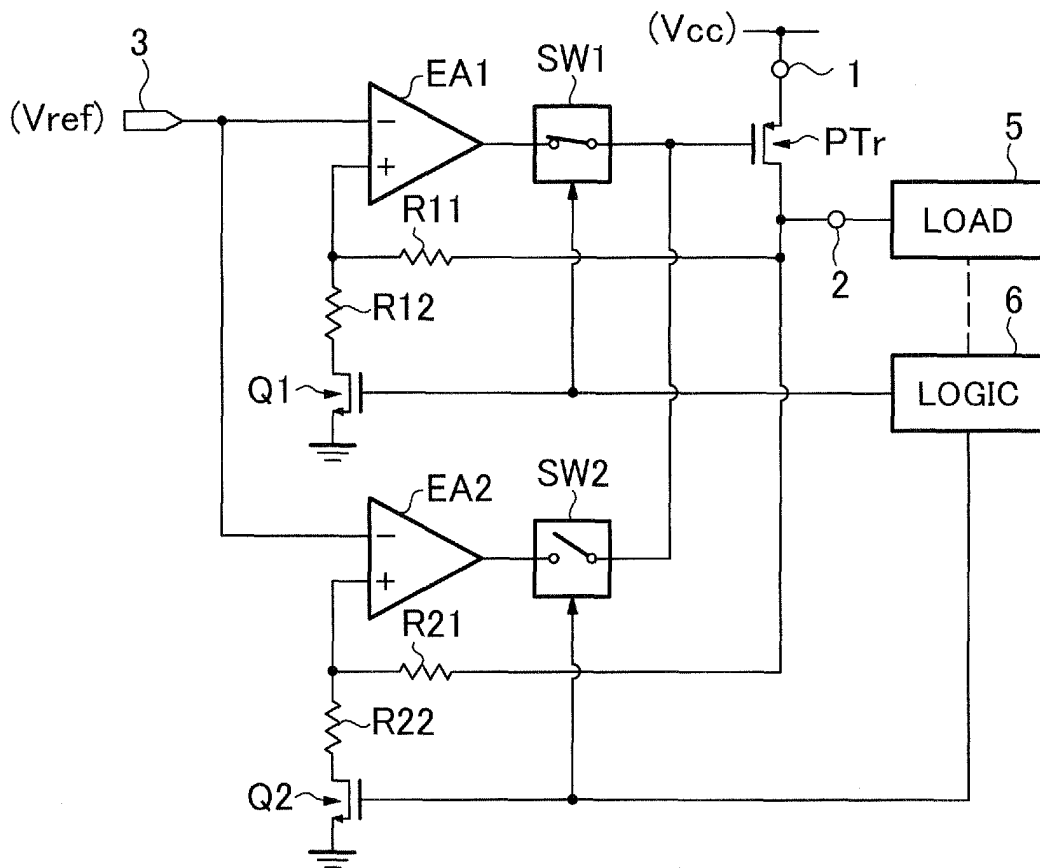 (Vcc)
3
EA1
SW1
1
(Vref)
−
+
PTr
5
R11
LOAD
2
R12
6
Q1
LOGIC
EA2
SW2
−
+
R21
R22
Q2